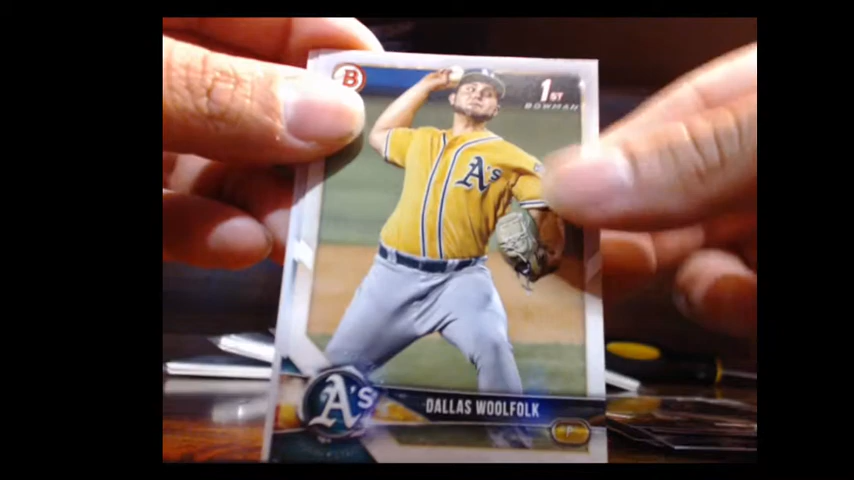 B
1ST
BOWMAN
A's
A's
DALLAS WOOLFOLK
P